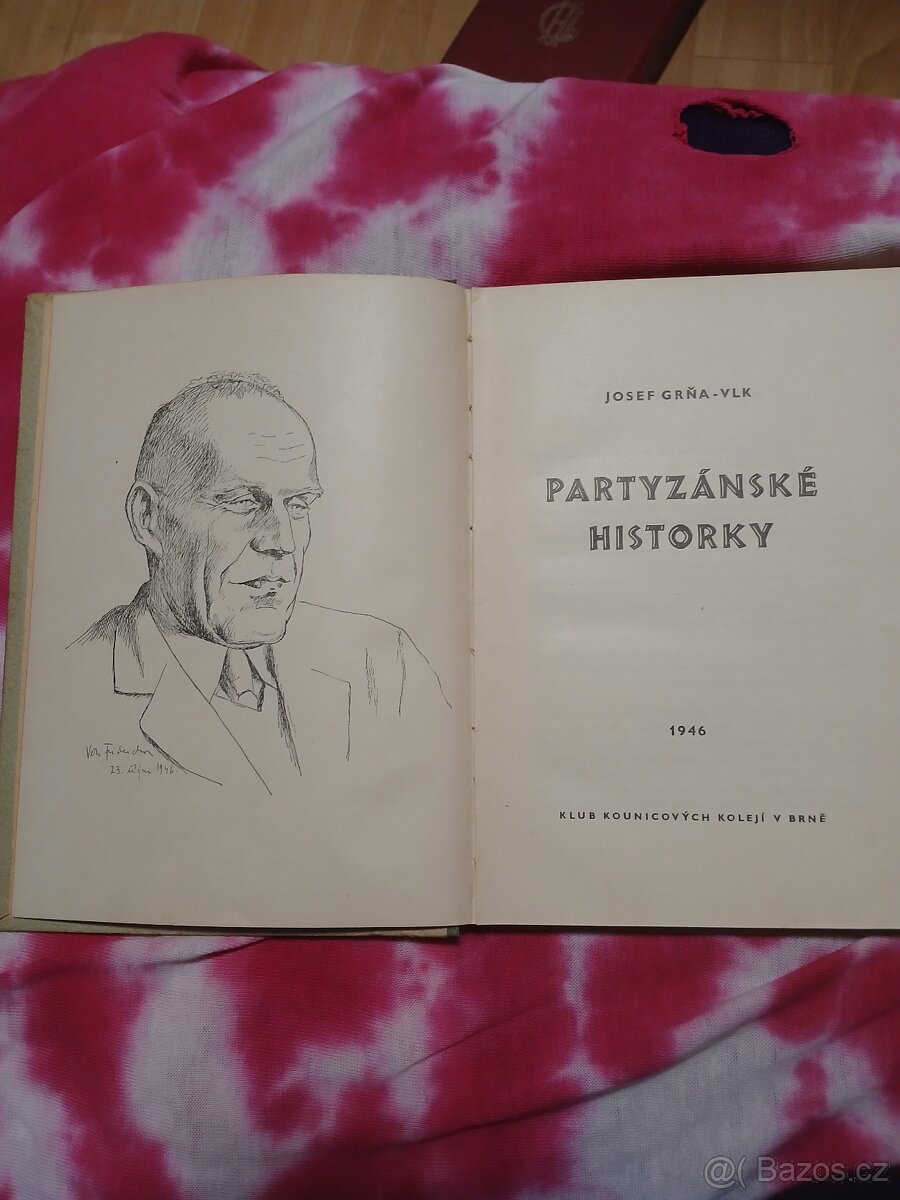 23. října 1946
JOSEF GRŇA-VLK
PARTYZÁNSKÉ
HISTORKY
1946
KLUB KOUNICOVÝCH KOLEJÍ V BRNĚ
@( Bazos.cz